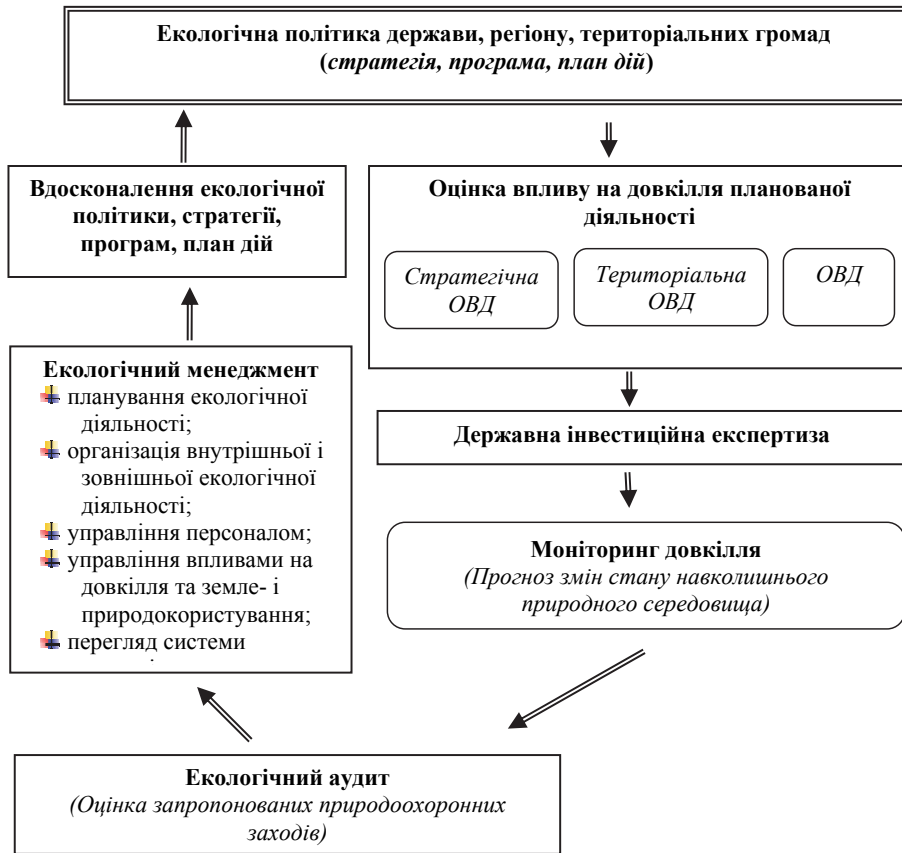 Екологічна політика держави, регіону, територіальних громад
(стратегія, програма, план дій)
Вдосконалення екологічної
політики, стратегії,
програм, план дій
Оцінка впливу на довкілля планованої
діяльності
Стратегічна
ОВД
Територіальна
ОВД
ОВД
Екологічний менеджмент
планування екологічної
діяльності;
організація внутрішньої і
зовнішньої екологічної
діяльності;
управління персоналом;
управління впливами на
довкілля та земле- і
природокористування;
перегляд системи
Державна інвестиційна експертиза
Моніторинг довкілля
(Прогноз змін стану навколишнього
природного середовища)
Екологічний аудит
(Оцінка запропонованих природоохоронних
заходів)